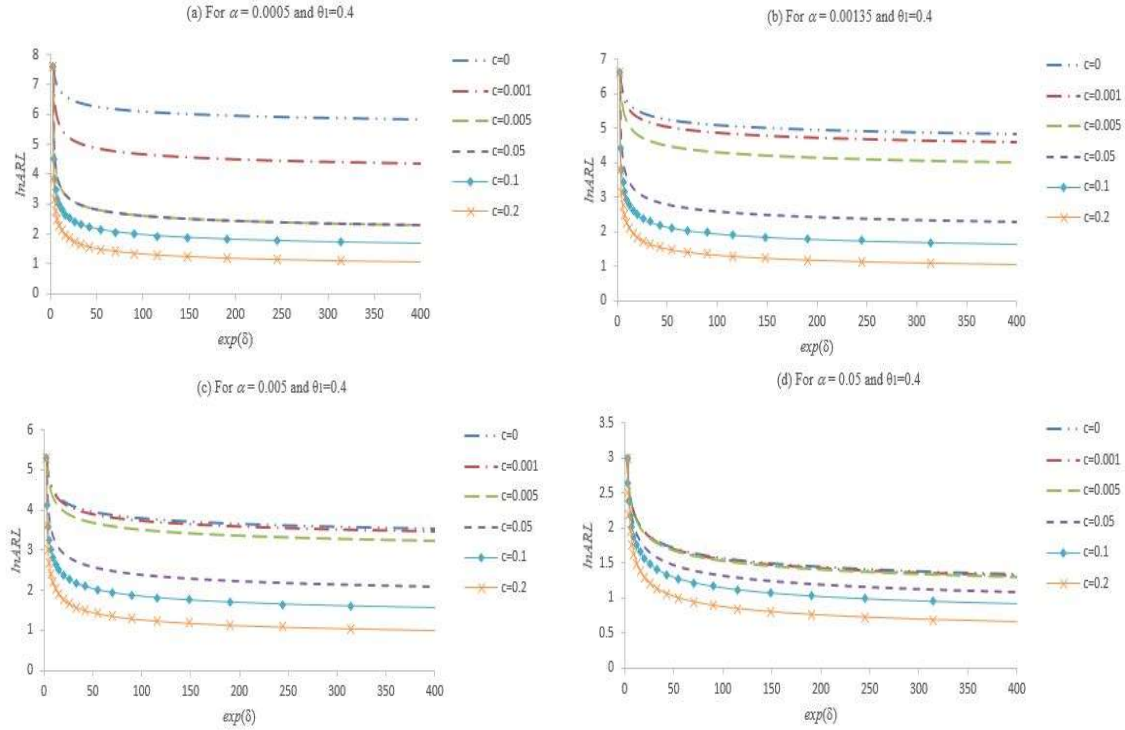 (a) For α = 0.0005 and θ1=0.4
8
7
6
5
4
3
2
1
0
lnARL
0 50 100 150 200 250 300 350 400
exp(δ)
c=0
c=0.001
c=0.005
c=0.05
c=0.1
c=0.2
(b) For α = 0.00135 and θ1=0.4
7
6
5
4
3
2
1
0
lnARL
0 50 100 150 200 250 300 350 400
exp(δ)
c=0
c=0.001
c=0.005
c=0.05
c=0.1
c=0.2
(c) For α = 0.005 and θ1=0.4
6
5
4
3
2
1
0
lnARL
0 50 100 150 200 250 300 350 400
exp(δ)
c=0
c=0.001
c=0.005
c=0.05
c=0.1
c=0.2
(d) For α = 0.05 and θ1=0.4
3.5
3
2.5
2
1.5
1
0.5
0
lnARL
0 50 100 150 200 250 300 350 400
exp(δ)
c=0
c=0.001
c=0.005
c=0.05
c=0.1
c=0.2